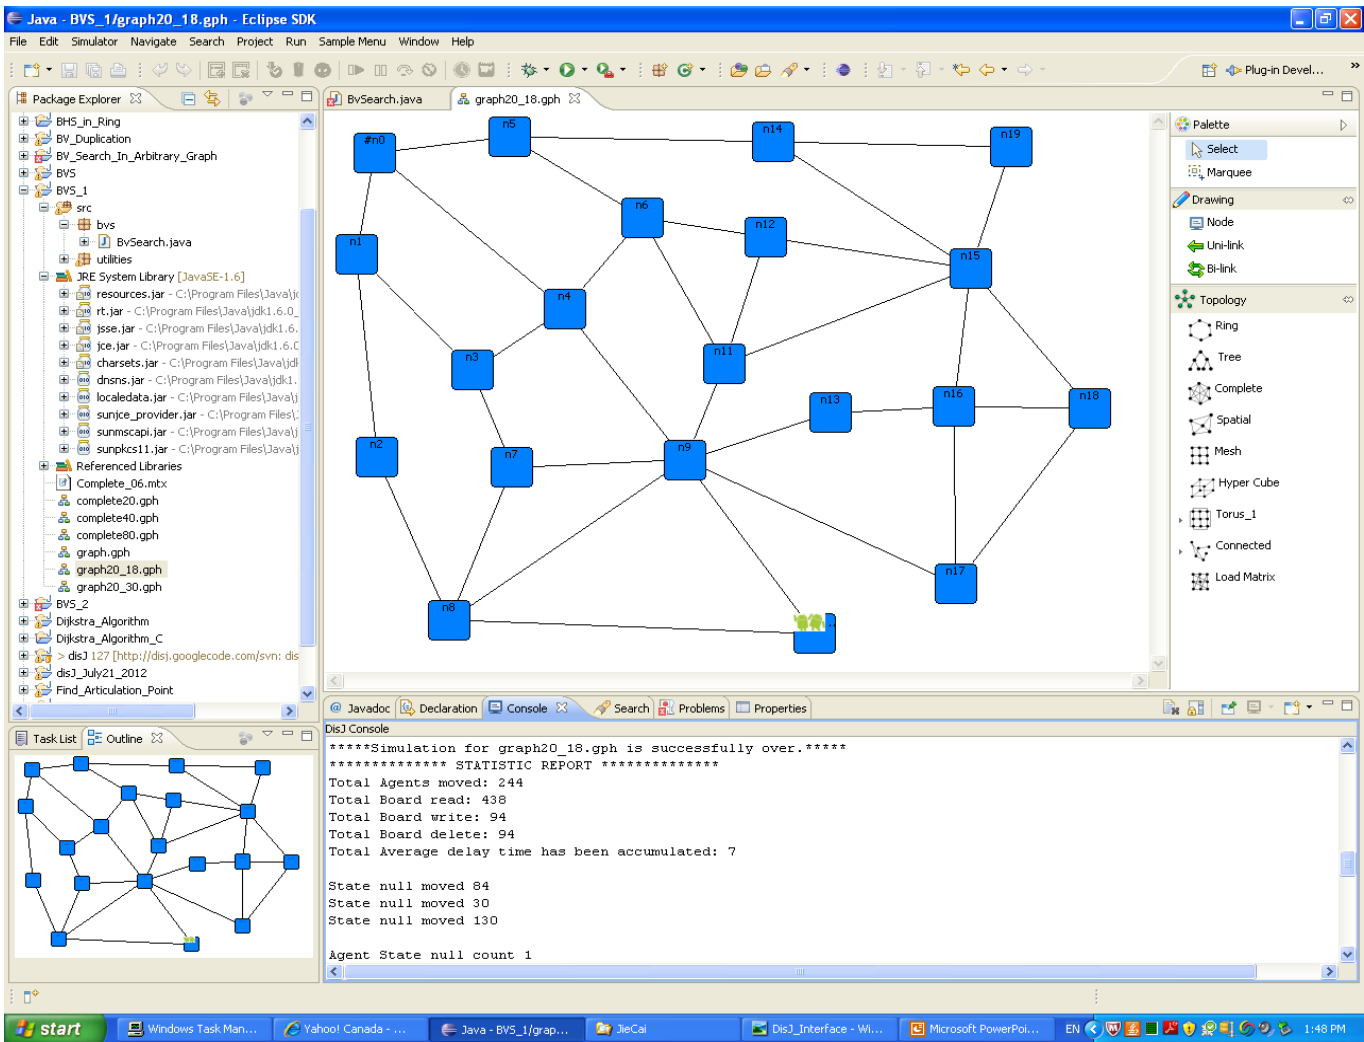 Java - BVS_1/graph20_18.gph - Eclipse SDK
File Edit Simulator Navigate Search Project Run Sample Menu Window Help
Plug-in Devel...
Package Explorer
BHS_in_Ring
BV_Duplication
BV_Search_In_Arbitrary_Graph
BVS
BVS_1
src
bvs
BvSearch.java
utilities
JRE System Library [JavaSE-1.6]
resources.jar - C:\Program Files\Java\j
rt.jar - C:\Program Files\Java\jdk1.6.0_
jsse.jar - C:\Program Files\Java\jdk1.6.
jce.jar - C:\Program Files\Java\jdk1.6.0
charsets.jar - C:\Program Files\Java\jdk
dnsns.jar - C:\Program Files\Java\jdk1.
localedata.jar - C:\Program Files\Java\j
sunjce_provider.jar - C:\Program Files\J
sunmscapi.jar - C:\Program Files\Java\j
sunpkcs11.jar - C:\Program Files\Java\j
Referenced Libraries
Complete_06.mtx
complete20.gph
complete40.gph
complete80.gph
graph.gph
graph20_18.gph
graph20_30.gph
BVS_2
Dijkstra_Algorithm
Dijkstra_Algorithm_C
> disJ 127 [http://disj.googlecode.com/svn: dis
disJ_July21_2012
Find_Articulation_Point
Task List Outline
BvSearch.java graph20_18.gph
#n0
n5
n14
n19
n6
n12
n1
n15
n4
n11
n3
n13
n16
n18
n2
n7
n9
n17
n8
Palette
Select
Marquee
Drawing
Node
Uni-link
Bi-link
Topology
Ring
Tree
Complete
Spatial
Mesh
Hyper Cube
Torus_1
Connected
Load Matrix
@ Javadoc Declaration Console Search Problems Properties
DisJ Console
*****Simulation for graph20_18.gph is successfully over.*****
************** STATISTIC REPORT **************
Total Agents moved: 244
Total Board read: 438
Total Board write: 94
Total Board delete: 94
Total Average delay time has been accumulated: 7
State null moved 84
State null moved 30
State null moved 130
Agent State null count 1
start Windows Task Man... Yahoo! Canada - ... Java - BVS_1/grap... JieCai DisJ_Interface - Wi... Microsoft PowerPoi... EN 1:48 PM